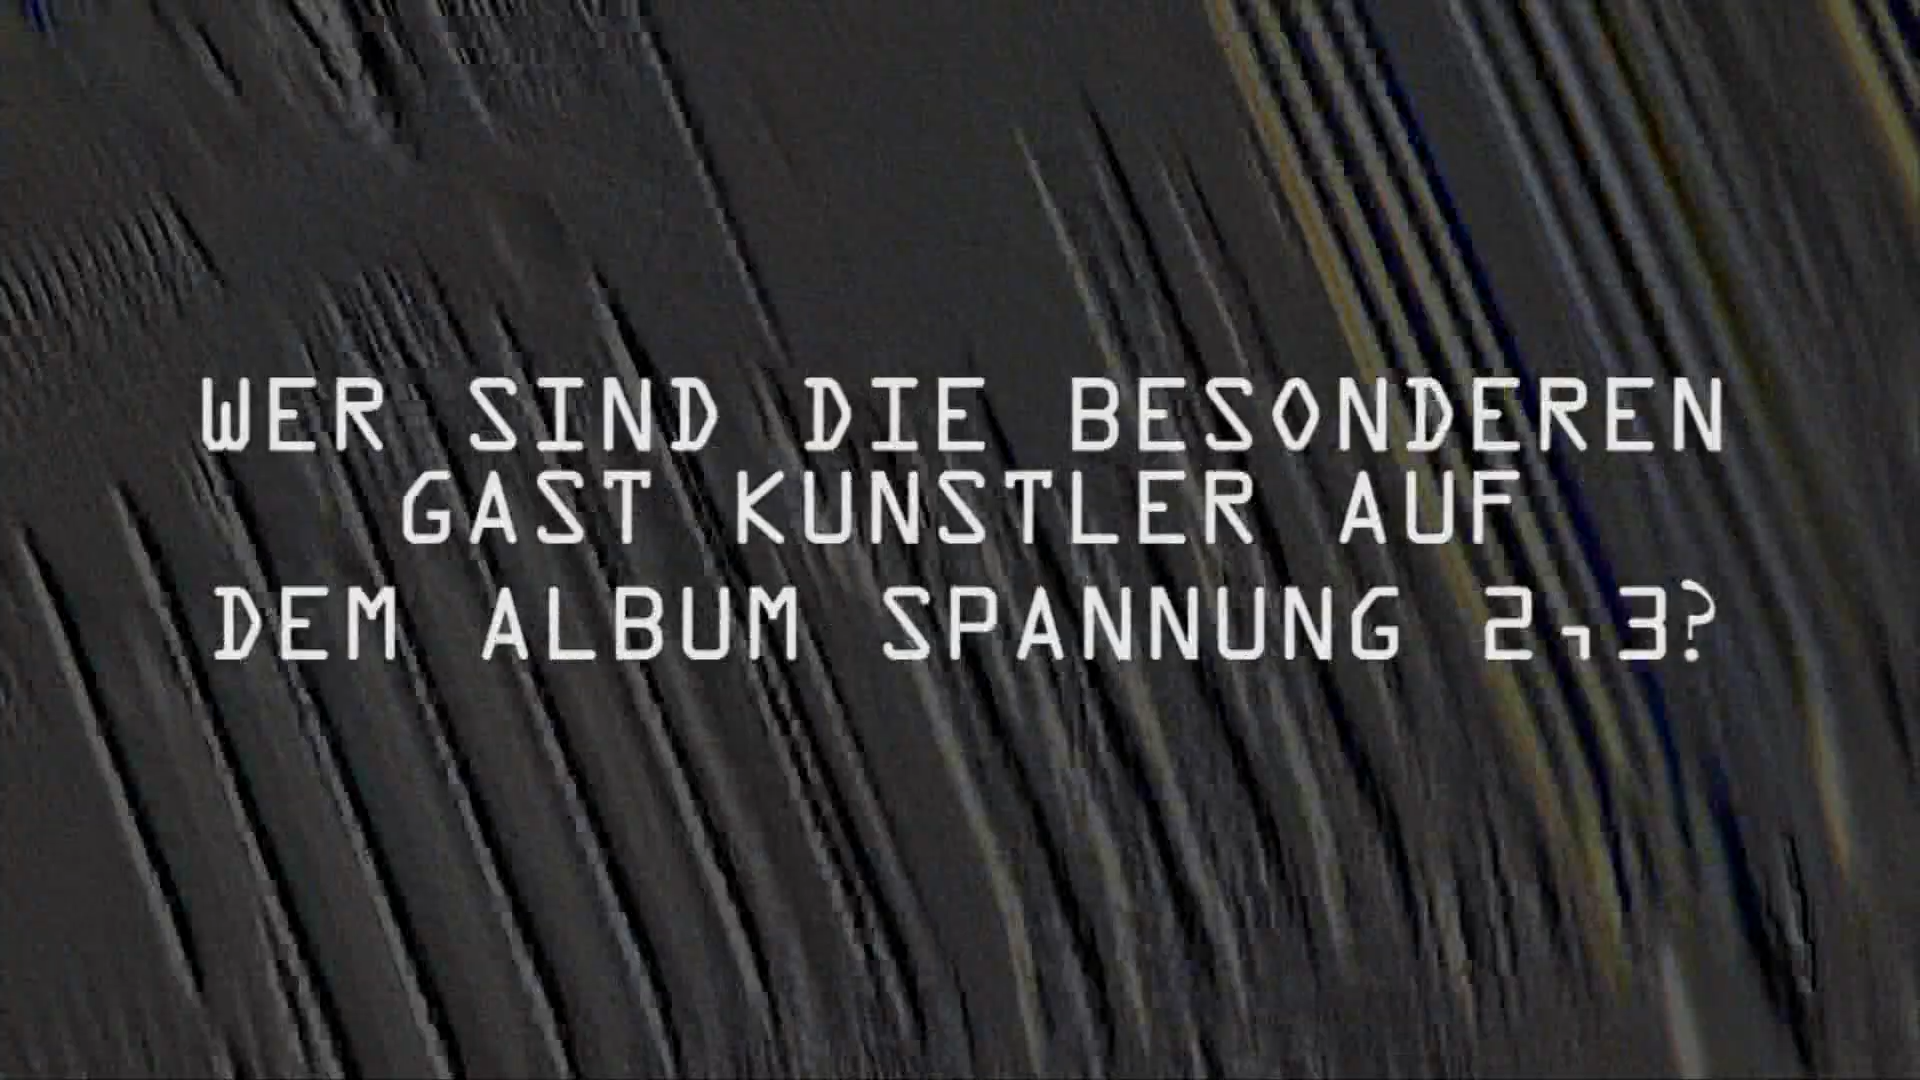 WER SIND DIE BESONDEREN
GAST KUNSTLER AUF
DEM ALBUM SPANNUNG 2,3?